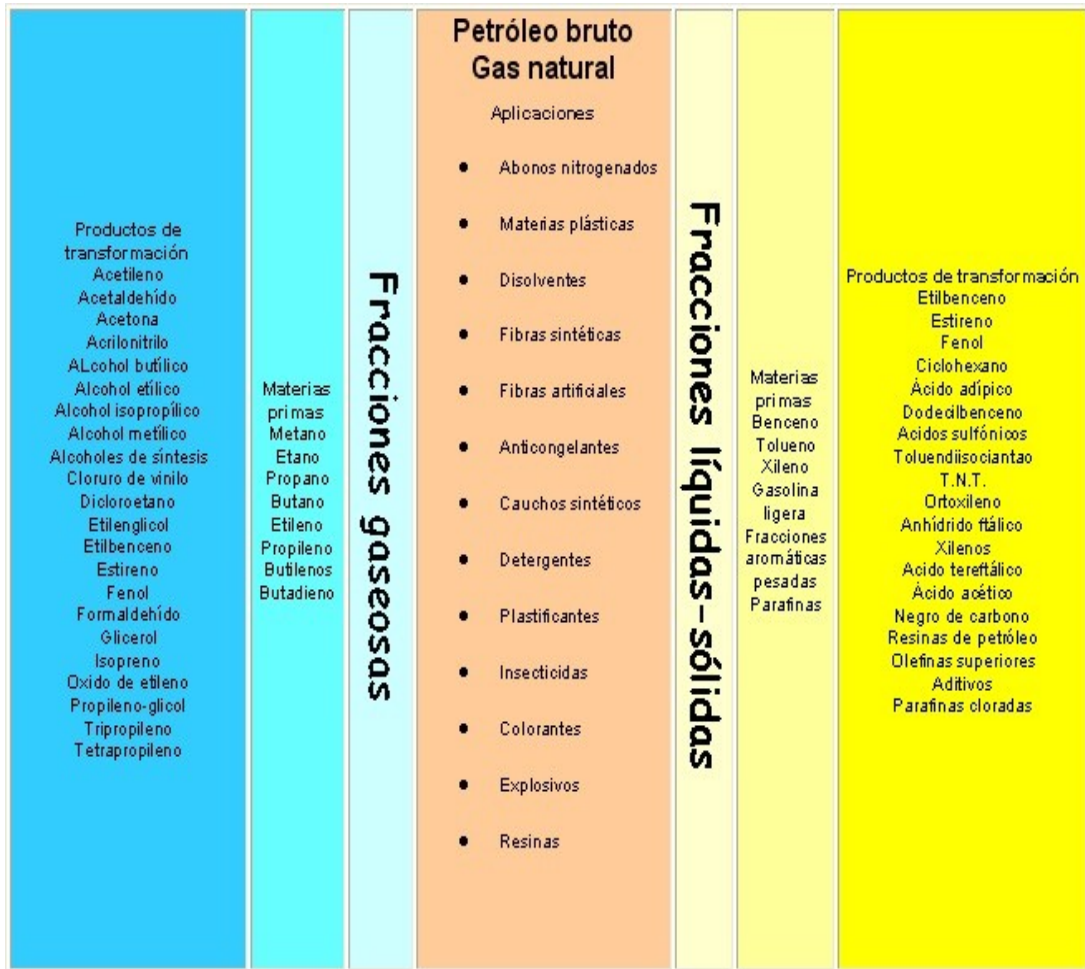 Productos de
transformación
Acetileno
Acetaldehído
Acetona
Acrilonitrilo
ALcohol butílico
Alcohol etílico
Alcohol isopropílico
Alcohol metílico
Alcoholes de síntesis
Cloruro de vinilo
Dicloroetano
Etilenglicol
Etilbenceno
Estireno
Fenol
Formaldehído
Glicerol
Isopreno
Oxido de etileno
Propileno-glicol
Tripropileno
Tetrapropileno
Materias
primas
Metano
Etano
Propano
Butano
Etileno
Propileno
Butilenos
Butadieno
Fracciones gaseosas
Petróleo bruto
Gas natural
Aplicaciones
• Abonos nitrogenados
• Materias plásticas
• Disolventes
• Fibras sintéticas
• Fibras artificiales
• Anticongelantes
• Cauchos sintéticos
• Detergentes
• Plastificantes
• Insecticidas
• Colorantes
• Explosivos
• Resinas
Fracciones líquidas-sólidas
Materias
primas
Benceno
Tolueno
Xileno
Gasolina
ligera
Fracciones
aromáticas
pesadas
Parafinas
Productos de transformación
Etilbenceno
Estireno
Fenol
Ciclohexano
Ácido adípico
Dodecilbenceno
Acidos sulfónicos
Toluendiisociantao
T.N.T.
Ortoxileno
Anhídrido ftálico
Xilenos
Acido tereftálico
Ácido acético
Negro de carbono
Resinas de petróleo
Olefinas superiores
Aditivos
Parafinas cloradas